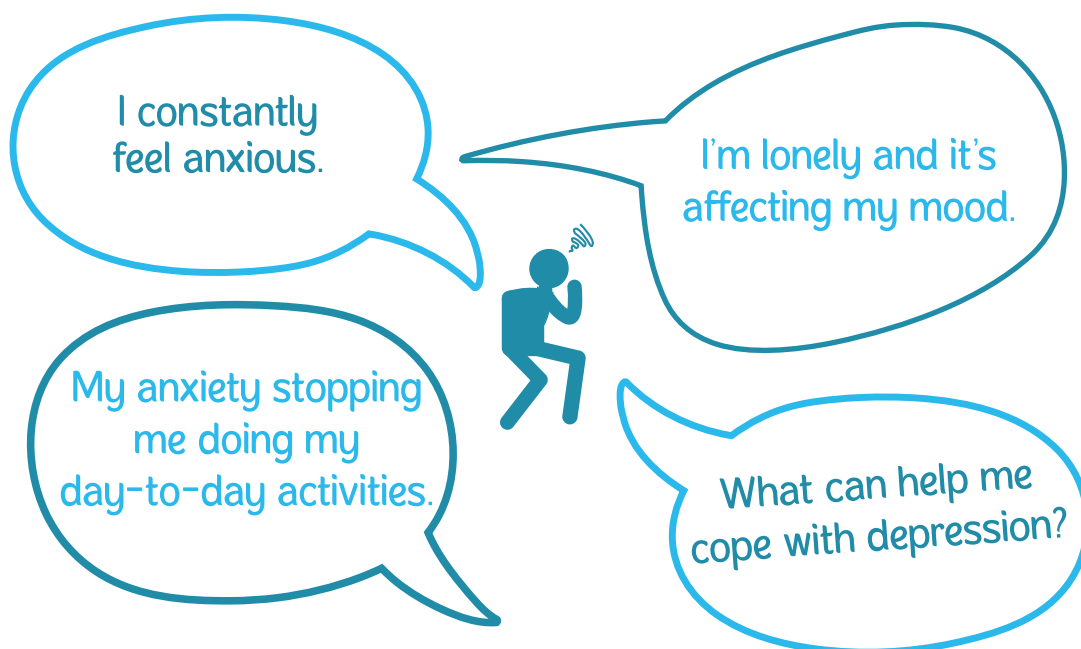 I constantly
feel anxious.
I'm lonely and it's
affecting my mood.
My anxiety stopping
me doing my
day-to-day activities.
What can help me
cope with depression?